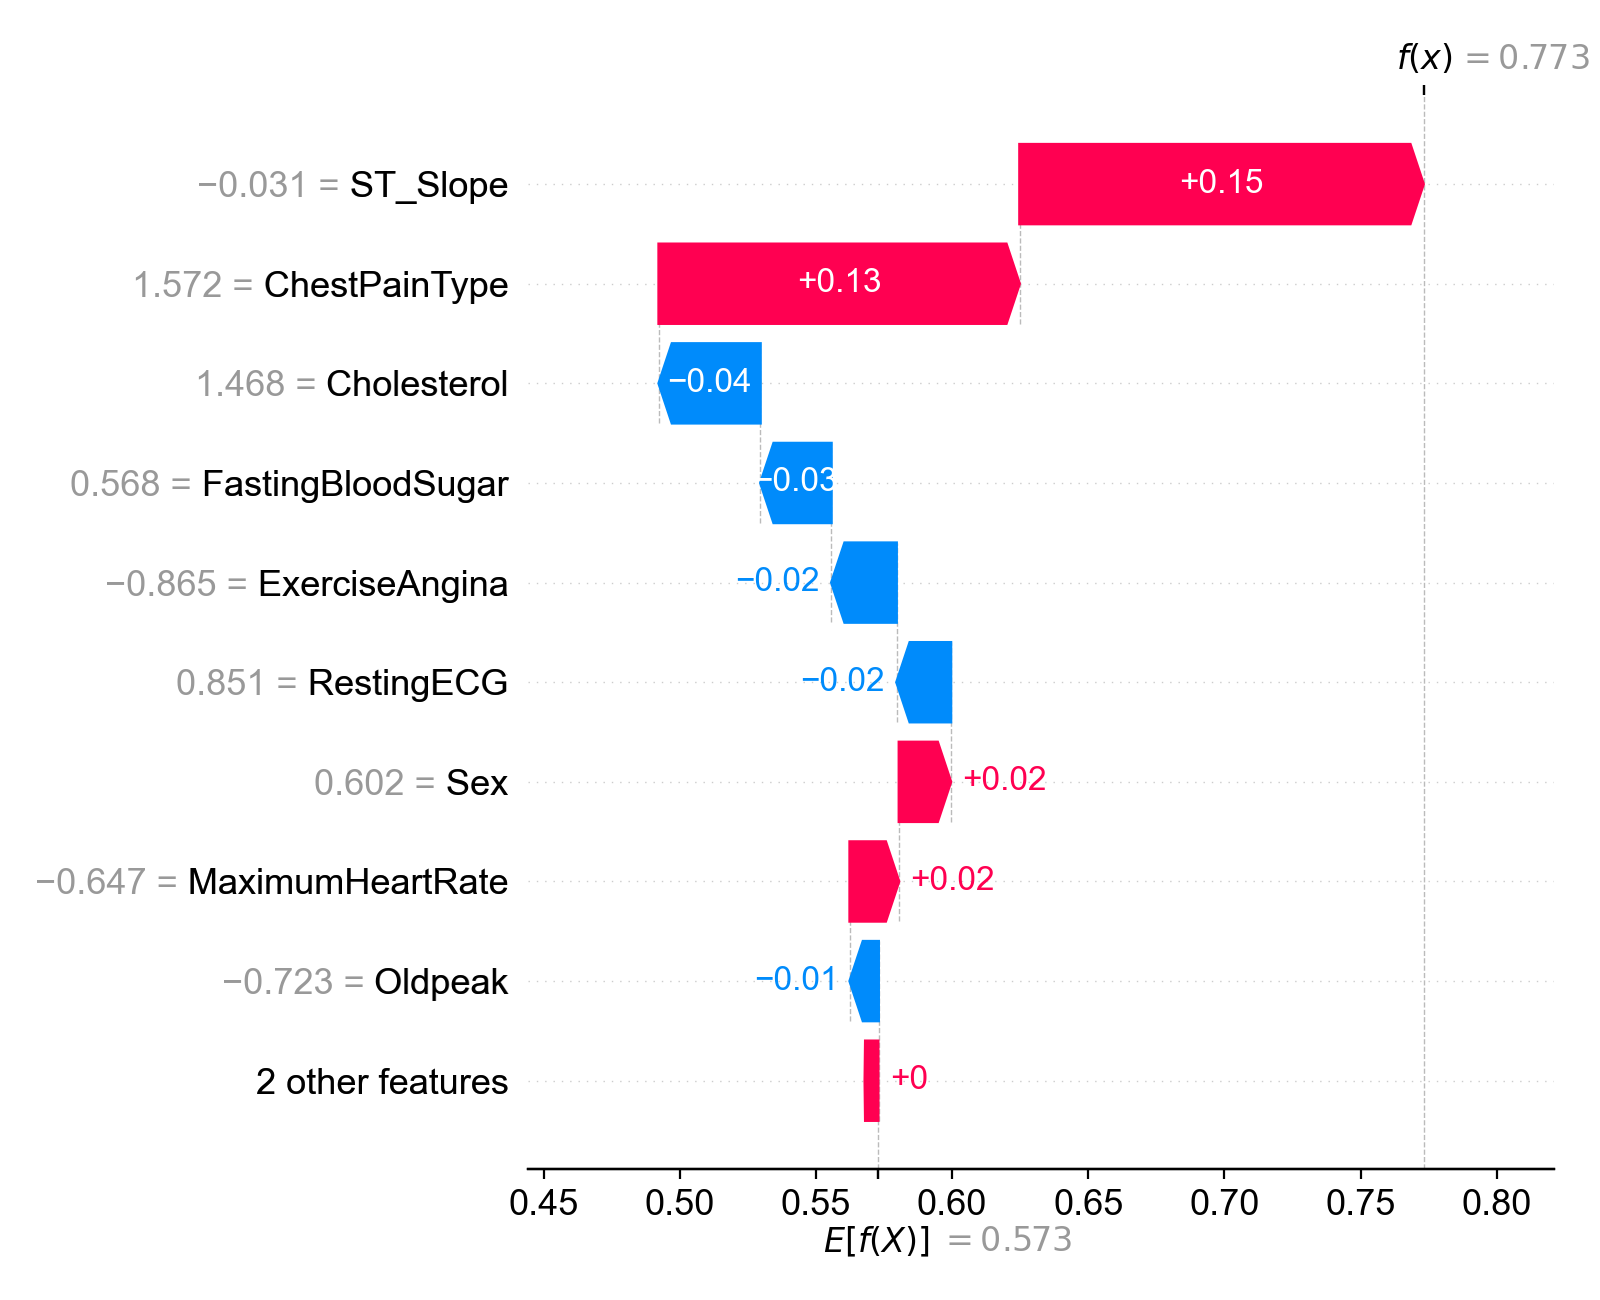 f(x) = 0.773
−0.031 = ST_Slope
+0.15
1.572 = ChestPainType
+0.13
1.468 = Cholesterol
−0.04
0.568 = FastingBloodSugar
−0.03
−0.865 = ExerciseAngina
−0.02
0.851 = RestingECG
−0.02
0.602 = Sex
+0.02
−0.647 = MaximumHeartRate
+0.02
−0.723 = Oldpeak
−0.01
2 other features
+0
0.45 0.50 0.55 0.60 0.65 0.70 0.75 0.80
E[f(X)] = 0.573